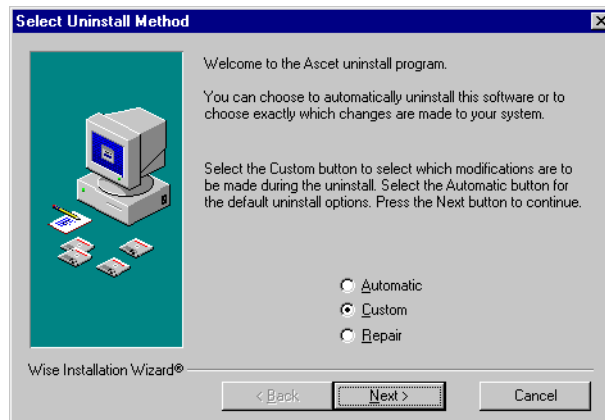 Select Uninstall Method
Welcome to the Ascet uninstall program.
You can choose to automatically uninstall this software or to
choose exactly which changes are made to your system.
Select the Custom button to select which modifications are to
be made during the uninstall. Select the Automatic button for
the default uninstall options. Press the Next button to continue.
Automatic
Custom
Repair
Wise Installation Wizard®
< Back
Next >
Cancel